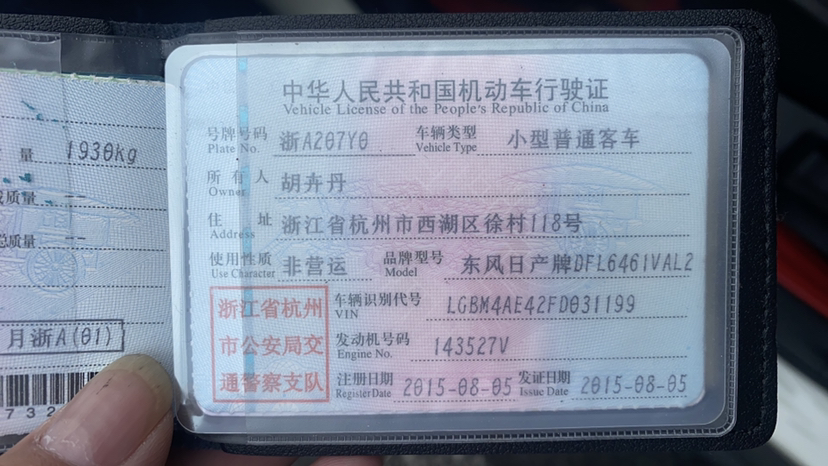 量 1930kg
质量 --
质量 --
月浙A(01)
732
中华人民共和国机动车行驶证
Vehicle License of the People's Republic of China
号牌号码 浙A207Y0 车辆类型 小型普通客车
Plate No. Vehicle Type
所有人 胡卉丹
Owner
住址 浙江省杭州市西湖区徐村118号
Address
使用性质 非营运 品牌型号 东风日产牌DFL6461VAL2
Use Character Model
浙江省杭州
市公安局交
通警察支队
车辆识别代号 LGBM4AE42FD031199
VIN
发动机号码 143527V
Engine No.
注册日期 2015-08-05 发证日期 2015-08-05
Register Date Issue Date